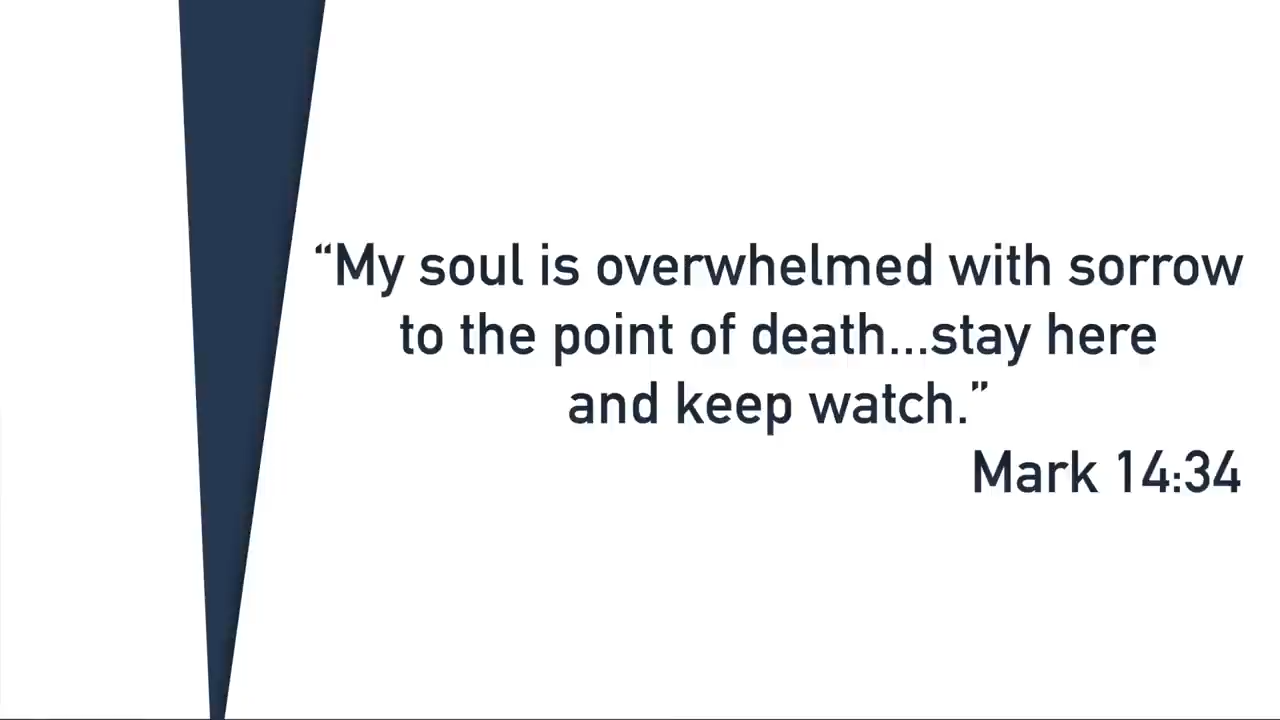 “My soul is overwhelmed with sorrow
to the point of death...stay here
and keep watch.”
Mark 14:34